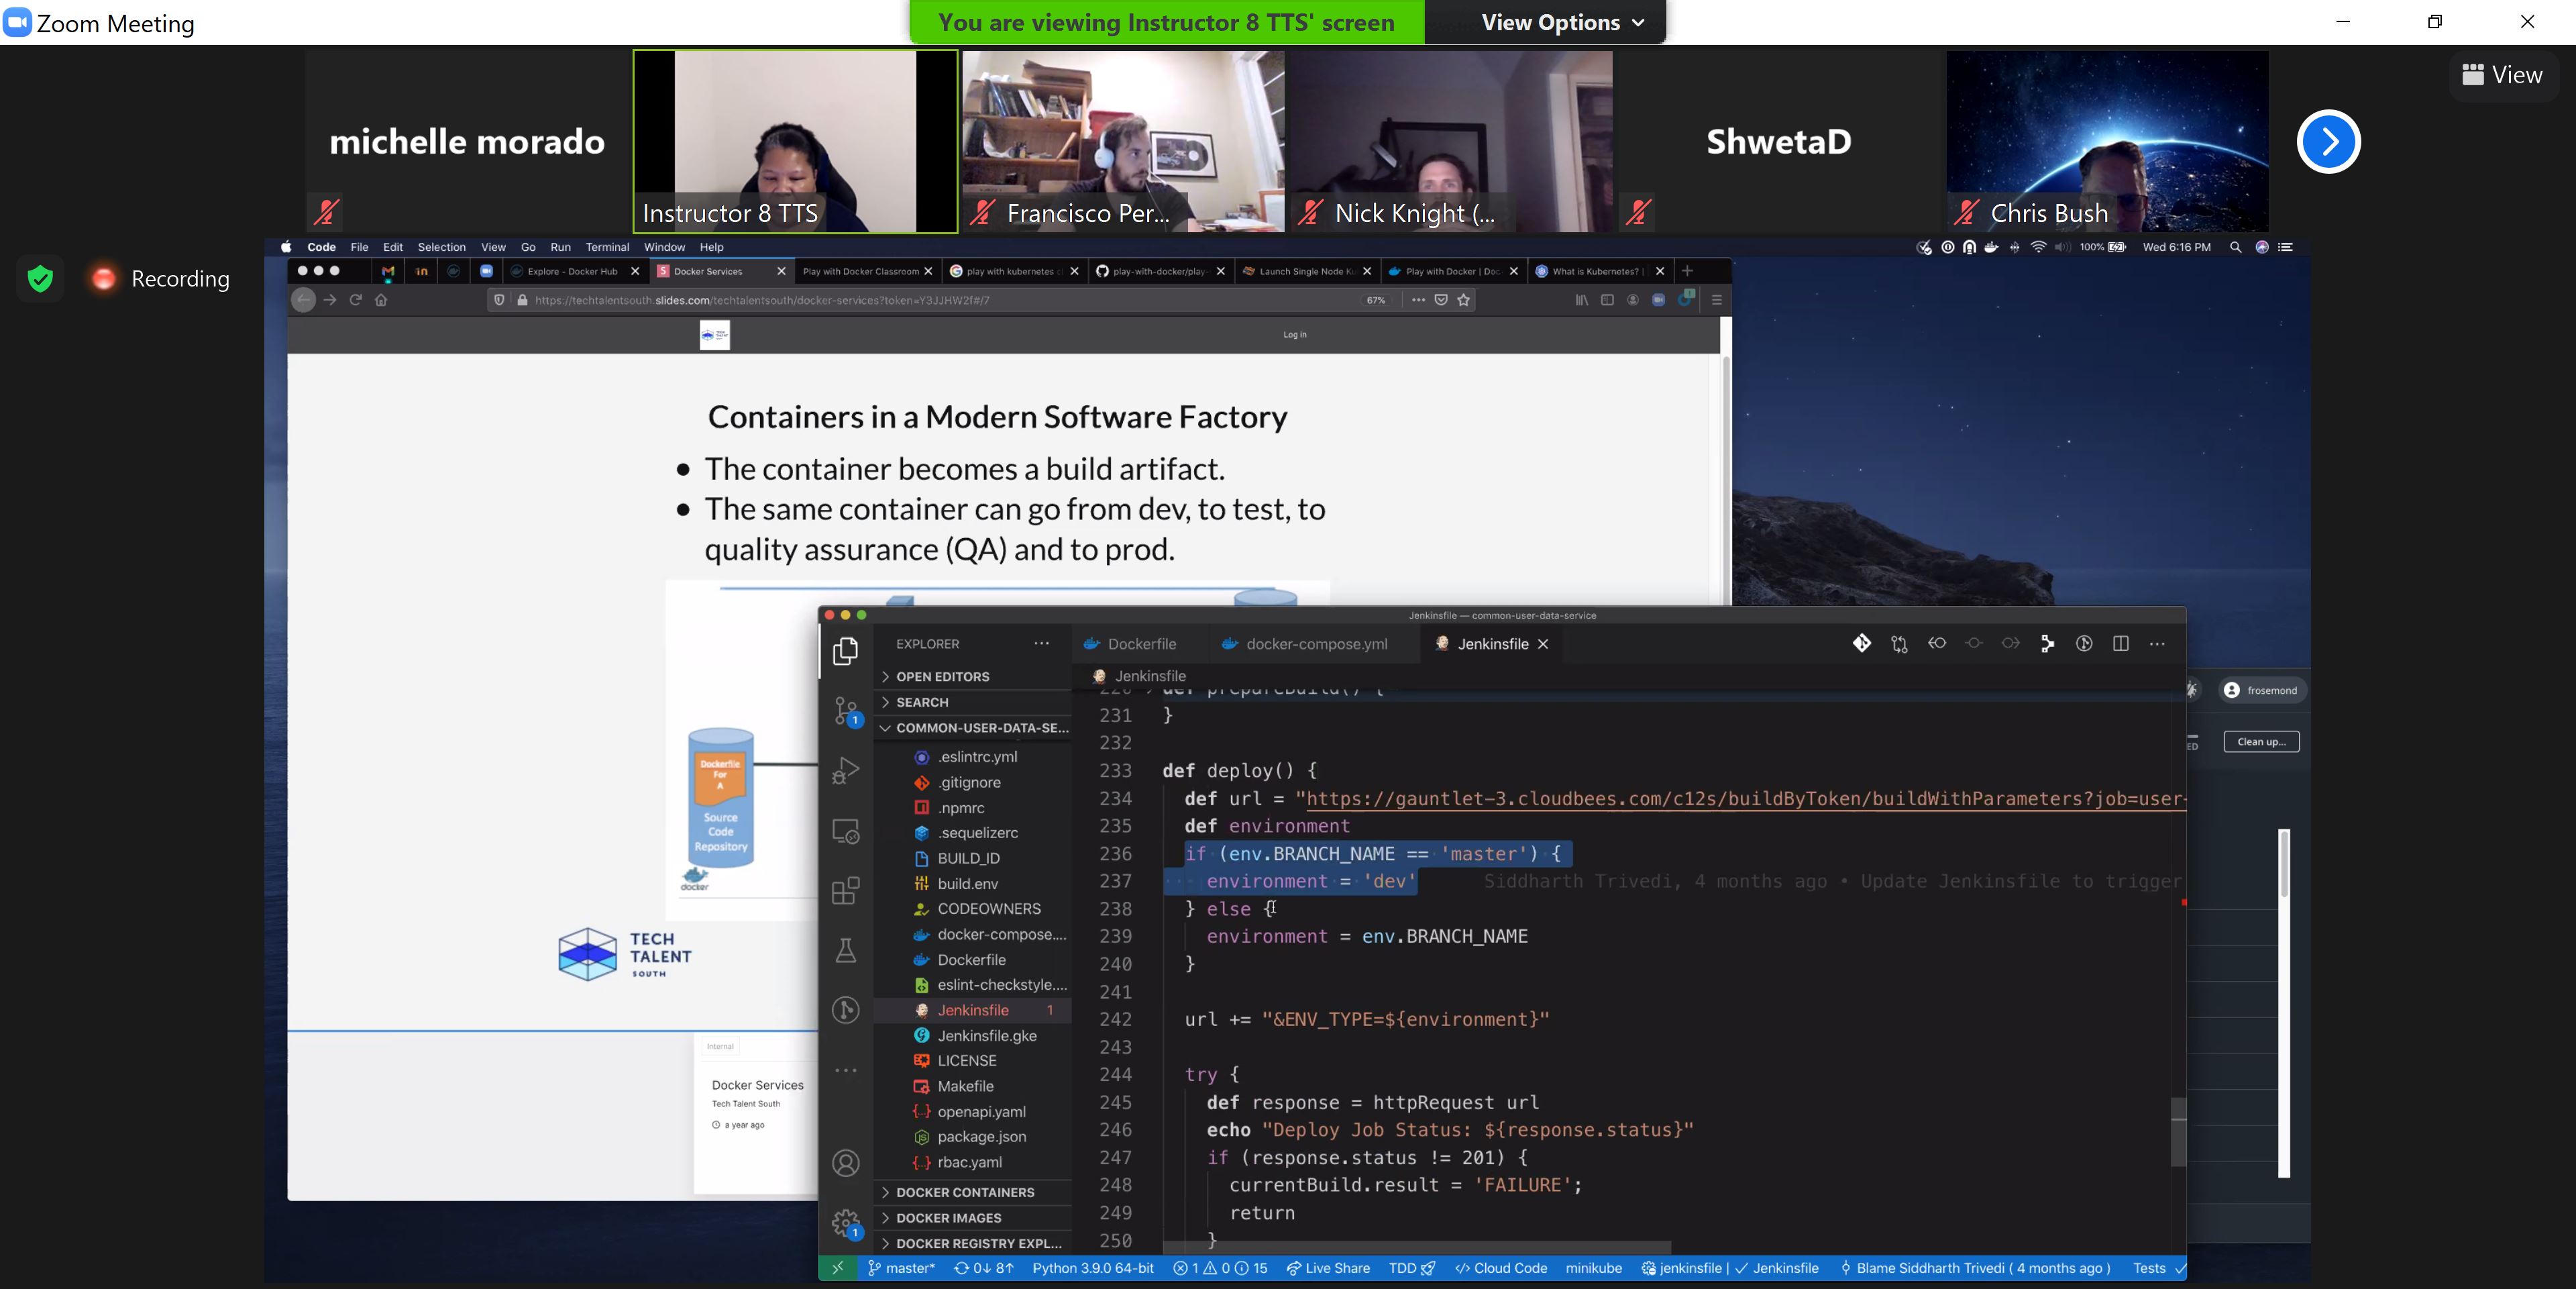 Zoom Meeting
You are viewing Instructor 8 TTS' screen
View Options
View
michelle morado
Instructor 8 TTS
Francisco Per...
Nick Knight (...
ShwetaD
Chris Bush
Recording
Code File Edit Selection View Go Run Terminal Window Help
100% Wed 6:16 PM
Explore - Docker Hub
Docker Services
Play with Docker Classroom
play with kubernetes
play-with-docker/play-
Launch Single Node Ku
Play with Docker | Doc
What is Kubernetes? |
https://techtalentsouth.slides.com/techtalentsouth/docker-services?token=Y3JJHW2f#/7
67%
Log in
Containers in a Modern Software Factory
• The container becomes a build artifact.
• The same container can go from dev, to test, to
quality assurance (QA) and to prod.
Dockerfile
For
A
Source
Code
Repository
docker
TECH
TALENT
SOUTH
Internal
Docker Services
Tech Talent South
a year ago
Jenkinsfile — common-user-data-service
EXPLORER
OPEN EDITORS
SEARCH
COMMON-USER-DATA-SE...
.eslintrc.yml
.gitignore
.npmrc
.sequelizerc
BUILD_ID
build.env
CODEOWNERS
docker-compose....
Dockerfile
eslint-checkstyle....
Jenkinsfile 1
Jenkinsfile.gke
LICENSE
Makefile
openapi.yaml
package.json
rbac.yaml
DOCKER CONTAINERS
DOCKER IMAGES
DOCKER REGISTRY EXPL...
Dockerfile
docker-compose.yml
Jenkinsfile
Jenkinsfile
def prepareBuild() {
231 }
232
233 def deploy() {
234 def url = "https://gauntlet-3.cloudbees.com/c12s/buildByToken/buildWithParameters?job=user-
235 def environment
236 if (env.BRANCH_NAME == 'master') {
237 environment = 'dev' Siddharth Trivedi, 4 months ago • Update Jenkinsfile to trigger
238 } else {
239 environment = env.BRANCH_NAME
240 }
241
242 url += "&ENV_TYPE=${environment}"
243
244 try {
245 def response = httpRequest url
246 echo "Deploy Job Status: ${response.status}"
247 if (response.status != 201) {
248 currentBuild.result = 'FAILURE';
249 return
250 }
master* 0↓ 8↑ Python 3.9.0 64-bit 1 0 15 Live Share TDD </> Cloud Code minikube jenkinsfile | ✓ Jenkinsfile Blame Siddharth Trivedi ( 4 months ago ) Tests ✓
frosemond
ED
Clean up...